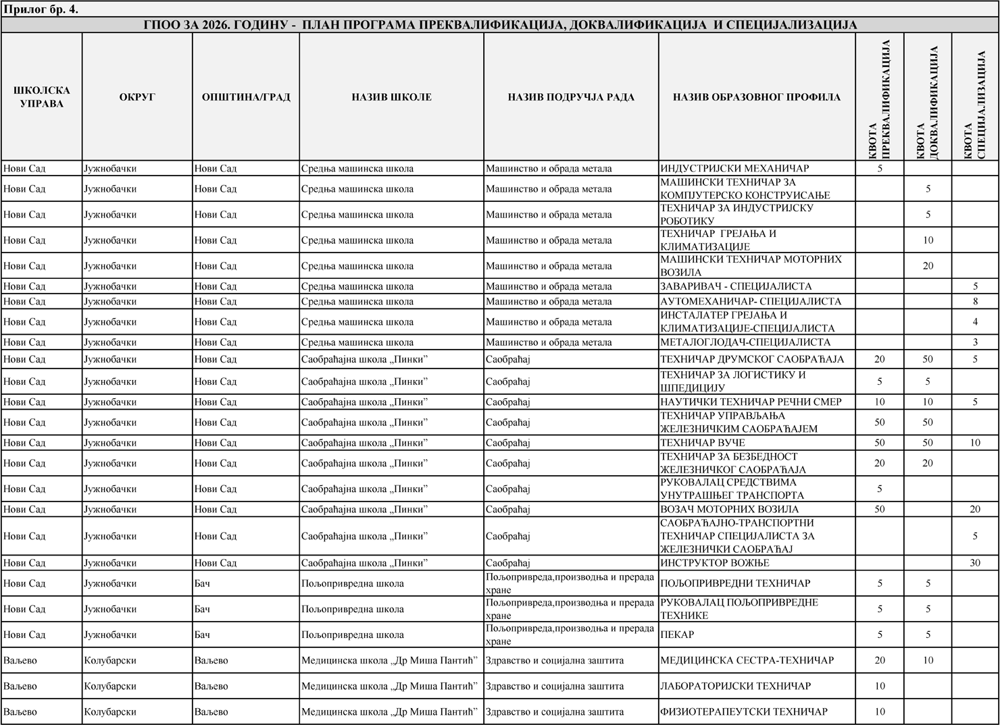 Прилог бр. 4.
ГПОО ЗА 2026. ГОДИНУ - ПЛАН ПРОГРАМА ПРЕКВАЛИФИКАЦИЈА, ДОКВАЛИФИКАЦИЈА И СПЕЦИЈАЛИЗАЦИЈА
ШКОЛСКА УПРАВА ОКРУГ ОПШТИНА/ГРАД НАЗИВ ШКОЛЕ НАЗИВ ПОДРУЧЈА РАДА НАЗИВ ОБРАЗОВНОГ ПРОФИЛА КВОТА ПРЕКВАЛИФИКАЦИЈА КВОТА ДОКВАЛИФИКАЦИЈА КВОТА СПЕЦИЈАЛИЗАЦИЈА
Нови Сад Јужнобачки Нови Сад Средња машинска школа Машинство и обрада метала ИНДУСТРИЈСКИ МЕХАНИЧАР 5
Нови Сад Јужнобачки Нови Сад Средња машинска школа Машинство и обрада метала МАШИНСКИ ТЕХНИЧАР ЗА КОМПЈУТЕРСКО КОНСТРУИСАЊЕ 5
Нови Сад Јужнобачки Нови Сад Средња машинска школа Машинство и обрада метала ТЕХНИЧАР ЗА ИНДУСТРИЈСКУ РОБОТИКУ 5
Нови Сад Јужнобачки Нови Сад Средња машинска школа Машинство и обрада метала ТЕХНИЧАР ГРЕЈАЊА И КЛИМАТИЗАЦИЈЕ 10
Нови Сад Јужнобачки Нови Сад Средња машинска школа Машинство и обрада метала МАШИНСКИ ТЕХНИЧАР МОТОРНИХ ВОЗИЛА 20
Нови Сад Јужнобачки Нови Сад Средња машинска школа Машинство и обрада метала ЗАВАРИВАЧ - СПЕЦИЈАЛИСТА 5
Нови Сад Јужнобачки Нови Сад Средња машинска школа Машинство и обрада метала АУТОМЕХАНИЧАР- СПЕЦИЈАЛИСТА 8
Нови Сад Јужнобачки Нови Сад Средња машинска школа Машинство и обрада метала ИНСТАЛАТЕР ГРЕЈАЊА И КЛИМАТИЗАЦИЈЕ-СПЕЦИЈАЛИСТА 4
Нови Сад Јужнобачки Нови Сад Средња машинска школа Машинство и обрада метала МЕТАЛОГЛОДАЧ-СПЕЦИЈАЛИСТА 3
Нови Сад Јужнобачки Нови Сад Саобраћајна школа „Пинки” Саобраћај ТЕХНИЧАР ДРУМСКОГ САОБРАЋАЈА 20 50 5
Нови Сад Јужнобачки Нови Сад Саобраћајна школа „Пинки” Саобраћај ТЕХНИЧАР ЗА ЛОГИСТИКУ И ШПЕДИЦИЈУ 5 5
Нови Сад Јужнобачки Нови Сад Саобраћајна школа „Пинки” Саобраћај НАУТИЧКИ ТЕХНИЧАР РЕЧНИ СМЕР 10 10 5
Нови Сад Јужнобачки Нови Сад Саобраћајна школа „Пинки” Саобраћај ТЕХНИЧАР УПРАВЉАЊА ЖЕЛЕЗНИЧКИМ САОБРАЋАЈЕМ 50 50
Нови Сад Јужнобачки Нови Сад Саобраћајна школа „Пинки” Саобраћај ТЕХНИЧАР ВУЧЕ 50 50 10
Нови Сад Јужнобачки Нови Сад Саобраћајна школа „Пинки” Саобраћај ТЕХНИЧАР ЗА БЕЗБЕДНОСТ ЖЕЛЕЗНИЧКОГ САОБРАЋАЈА 20 20
Нови Сад Јужнобачки Нови Сад Саобраћајна школа „Пинки” Саобраћај РУКОВАЛАЦ СРЕДСТВИМА УНУТРАШЊЕГ ТРАНСПОРТА 5
Нови Сад Јужнобачки Нови Сад Саобраћајна школа „Пинки” Саобраћај ВОЗАЧ МОТОРНИХ ВОЗИЛА 50 20
Нови Сад Јужнобачки Нови Сад Саобраћајна школа „Пинки” Саобраћај САОБРАЋАЈНО-ТРАНСПОРТНИ ТЕХНИЧАР СПЕЦИЈАЛИСТА ЗА ЖЕЛЕЗНИЧКИ САОБРАЋАЈ 5
Нови Сад Јужнобачки Нови Сад Саобраћајна школа „Пинки” Саобраћај ИНСТРУКТОР ВОЖЊЕ 30
Нови Сад Јужнобачки Бач Пољопривредна школа Пољопривреда,производња и прерада хране ПОЉОПРИВРЕДНИ ТЕХНИЧАР 5 5
Нови Сад Јужнобачки Бач Пољопривредна школа Пољопривреда,производња и прерада хране РУКОВАЛАЦ ПОЉОПРИВРЕДНЕ ТЕХНИКЕ 5 5
Нови Сад Јужнобачки Бач Пољопривредна школа Пољопривреда,производња и прерада хране ПЕКАР 5 5
Ваљево Колубарски Ваљево Медицинска школа „Др Миша Пантић” Здравство и социјална заштита МЕДИЦИНСКА СЕСТРА-ТЕХНИЧАР 20 10
Ваљево Колубарски Ваљево Медицинска школа „Др Миша Пантић” Здравство и социјална заштита ЛАБОРАТОРИЈСКИ ТЕХНИЧАР 10
Ваљево Колубарски Ваљево Медицинска школа „Др Миша Пантић” Здравство и социјална заштита ФИЗИОТЕРАПЕУТСКИ ТЕХНИЧАР 10